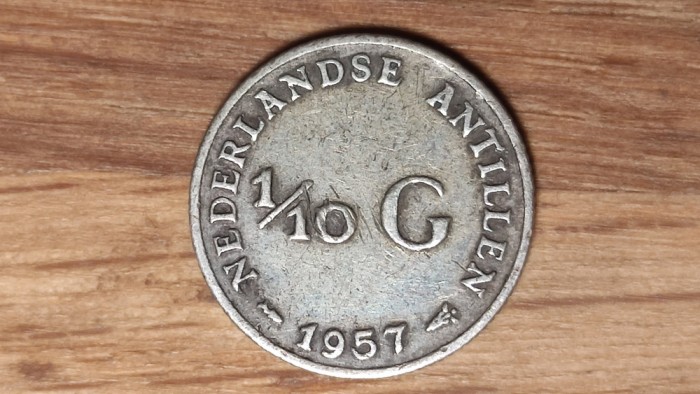 NEDERLANDSE ANTILLEN
1/10 G
1957